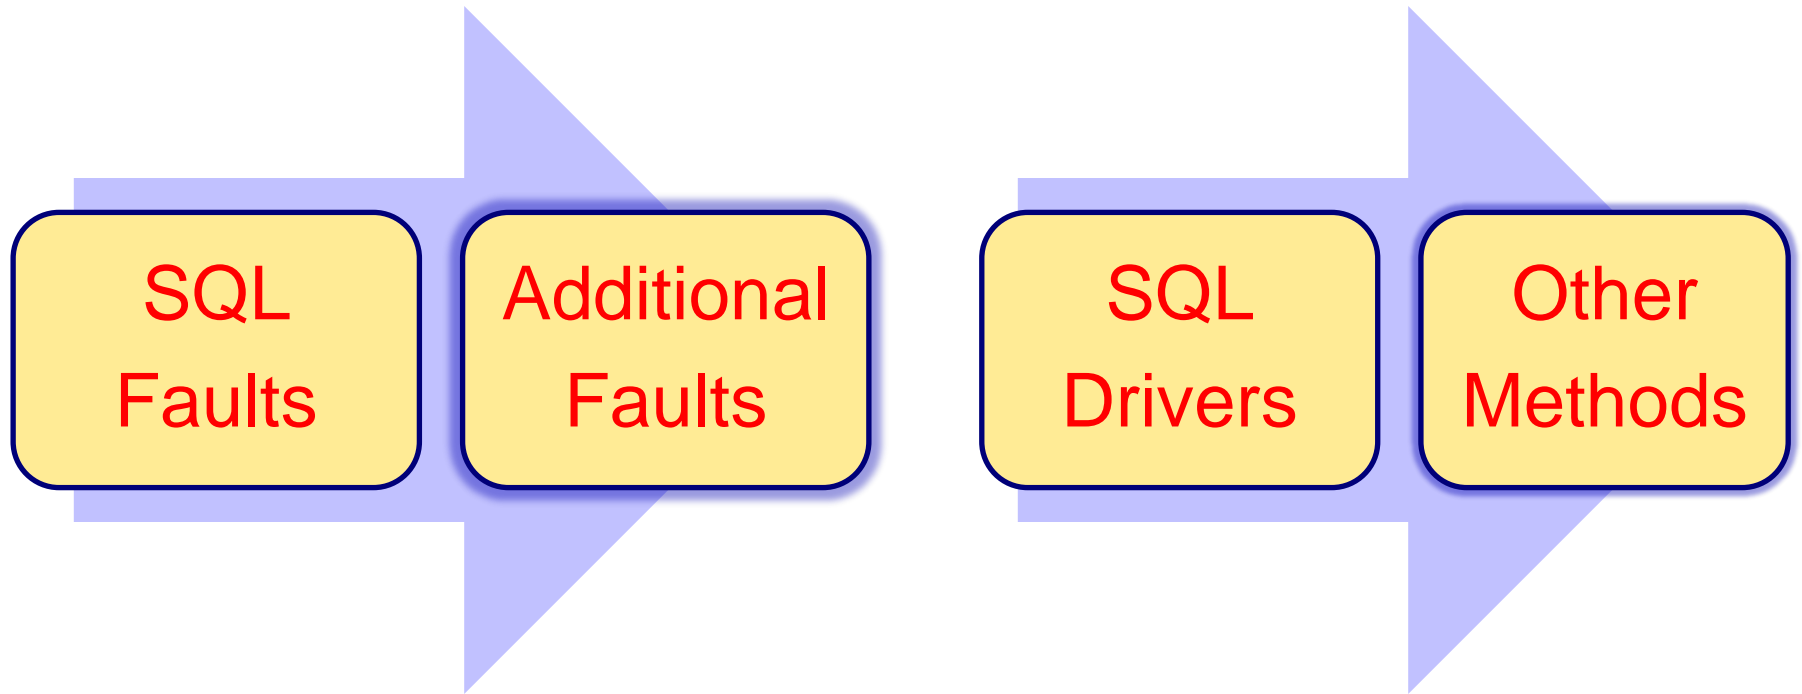 SQL
Faults
Additional
Faults
SQL
Drivers
Other
Methods